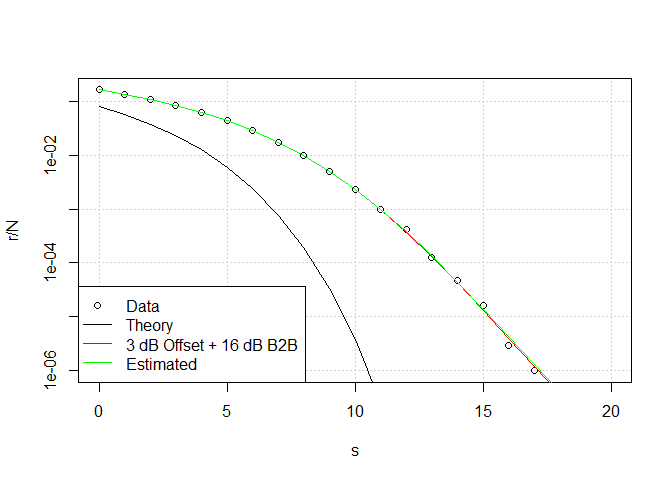 r/N
1e-02
1e-04
1e-06
Data
Theory
3 dB Offset + 16 dB B2B
Estimated
0 5 10 15 20
s